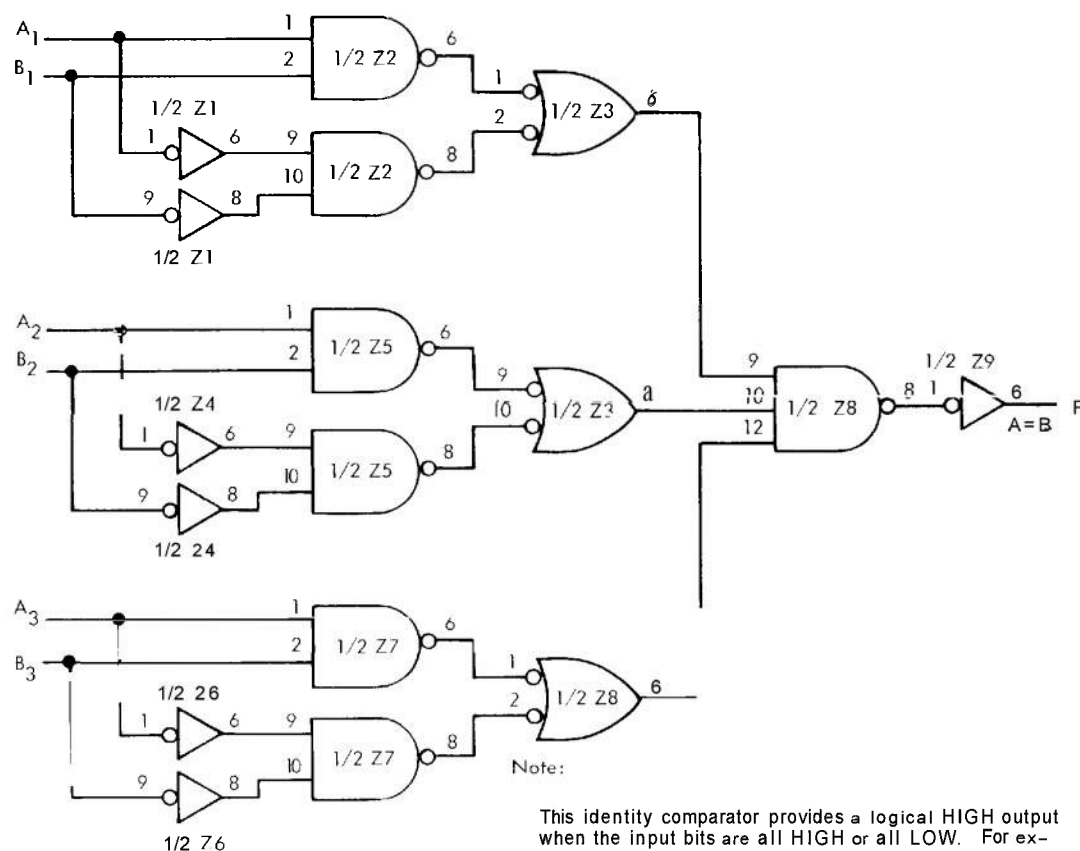 A1
B1
1
2
1/2 Z2
6
1/2 Z1
1
6
9
10
1/2 Z2
8
9
8
1/2 Z1
1
2
1/2 Z3
6
A2
B2
1
2
1/2 Z5
6
1/2 Z4
1
6
9
10
1/2 Z5
8
9
8
1/2 24
9
10
1/2 Z3
a
9
10
12
1/2 Z8
8
1
1/2 Z9
6
A=B
F
A3
B3
1
2
1/2 Z7
6
1/2 26
1
6
9
10
1/2 Z7
8
9
8
1/2 Z6
1
2
1/2 Z8
6
Note:
This identity comparator provides a logical HIGH output
when the input bits are all HIGH or all LOW. For ex-